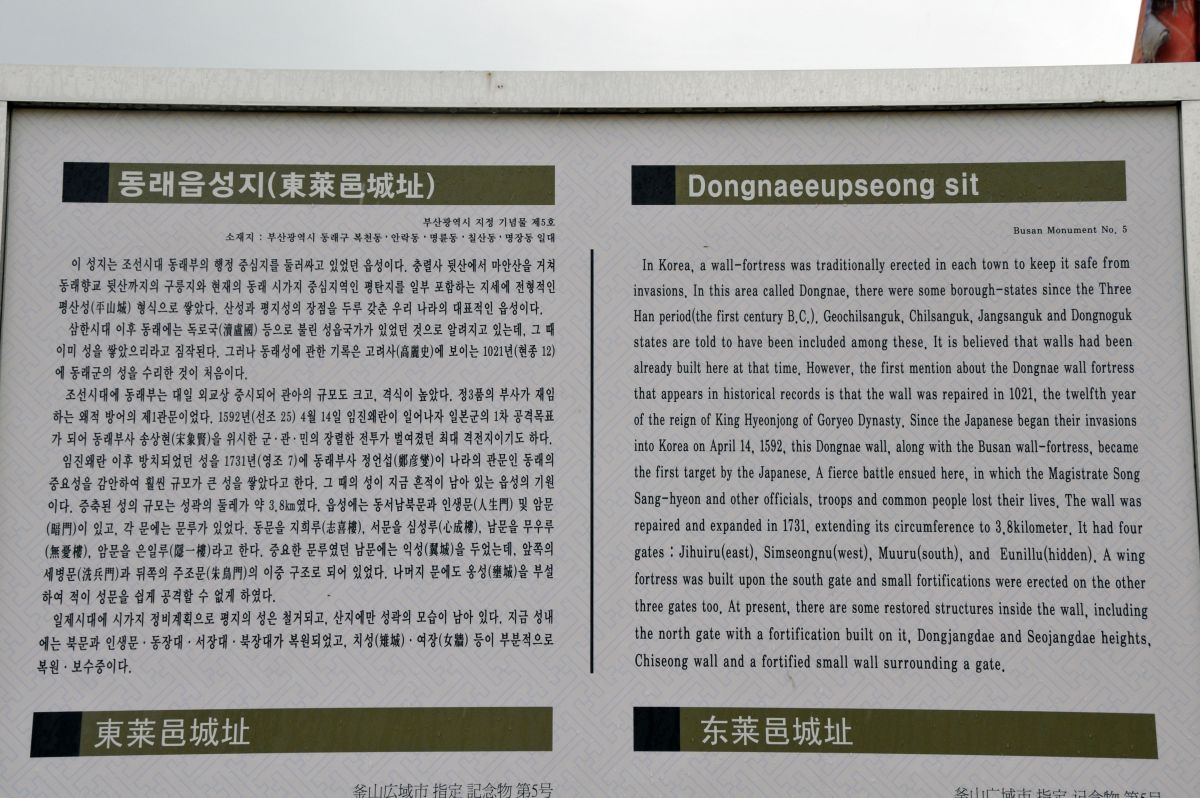 동래읍성지(東萊邑城址)
부산광역시 지정 기념물 제5호
소재지 : 부산광역시 동래구 복천동·안락동·명륜동·칠산동·명장동 일대
이 성지는 조선시대 동래부의 행정 중심지를 둘러싸고 있었던 읍성이다. 충렬사 뒷산에서 마안산을 거쳐
동래향교 뒷산까지의 구릉지와 현재의 동래 시가지 중심지역인 평탄지를 일부 포함하는 지세에 전형적인
평산성(平山城) 형식으로 쌓았다. 산성과 평지성의 장점을 두루 갖춘 우리 나라의 대표적인 읍성이다.
삼한시대 이후 동래에는 독로국(瀆盧國) 등으로 불린 성읍국가가 있었던 것으로 알려지고 있는데, 그 때
이미 성을 쌓았으리라고 짐작된다. 그러나 동래성에 관한 기록은 고려사(高麗史)에 보이는 1021년(현종 12)
에 동래군의 성을 수리한 것이 처음이다.
조선시대에 동래부는 대일 외교상 중시되어 관아의 규모도 크고, 격식이 높았다. 정3품의 부사가 재임
하는 왜적 방어의 제1관문이었다. 1592년(선조 25) 4월 14일 임진왜란이 일어나자 일본군의 1차 공격목표
가 되어 동래부사 송상현(宋象賢)을 위시한 군·관·민의 장렬한 전투가 벌여졌던 최대 격전지이기도 하다.
임진왜란 이후 방치되었던 성을 1731년(영조 7)에 동래부사 정언섭(鄭彦燮)이 나라의 관문인 동래의
중요성을 감안하여 훨씬 규모가 큰 성을 쌓았다고 한다. 그 때의 성이 지금 흔적이 남아 있는 읍성의 기원
이다. 증축된 성의 규모는 성곽의 둘레가 약 3.8km였다. 읍성에는 동서남북문과 인생문(人生門) 및 암문
(暗門)이 있고, 각 문에는 문루가 있었다. 동문을 지희루(志喜樓), 서문을 심성루(心成樓), 남문을 무우루
(無憂樓), 암문을 은일루(隱一樓)라고 한다. 중요한 문루였던 남문에는 익성(翼城)을 두었는데, 앞쪽의
세병문(洗兵門)과 뒤쪽의 주조문(朱鳥門)의 이중 구조로 되어 있었다. 나머지 문에도 옹성(甕城)을 부설
하여 적이 성문을 쉽게 공격할 수 없게 하였다.
일제시대에 시가지 정비계획으로 평지의 성은 철거되고, 산지에만 성곽의 모습이 남아 있다. 지금 성내
에는 북문과 인생문·동장대·서장대·북장대가 복원되었고, 치성(雉城)·여장(女牆) 등이 부분적으로
복원·보수중이다.
Dongnaeeupseong sit
Busan Monument No. 5
In Korea, a wall-fortress was traditionally erected in each town to keep it safe from
invasions. In this area called Dongnae, there were some borough-states since the Three
Han period(the first century B.C.). Geochilsanguk, Chilsanguk, Jangsanguk and Dongnoguk
states are told to have been included among these. It is believed that walls had been
already built here at that time. However, the first mention about the Dongnae wall fortress
that appears in historical records is that the wall was repaired in 1021, the twelfth year
of the reign of King Hyeonjong of Goryeo Dynasty. Since the Japanese began their invasions
into Korea on April 14, 1592, this Dongnae wall, along with the Busan wall-fortress, became
the first target by the Japanese. A fierce battle ensued here, in which the Magistrate Song
Sang-hyeon and other officials, troops and common people lost their lives. The wall was
repaired and expanded in 1731, extending its circumference to 3.8kilometer. It had four
gates : Jihuiru(east), Simseongnu(west), Muuru(south), and Eunillu(hidden). A wing
fortress was built upon the south gate and small fortifications were erected on the other
three gates too. At present, there are some restored structures inside the wall, including
the north gate with a fortification built on it, Dongjangdae and Seojangdae heights,
Chiseong wall and a fortified small wall surrounding a gate.
東莱邑城址
釜山広域市 指定 記念物 第5号
东莱邑城址
釜山广域市 指定 记念物 第5号